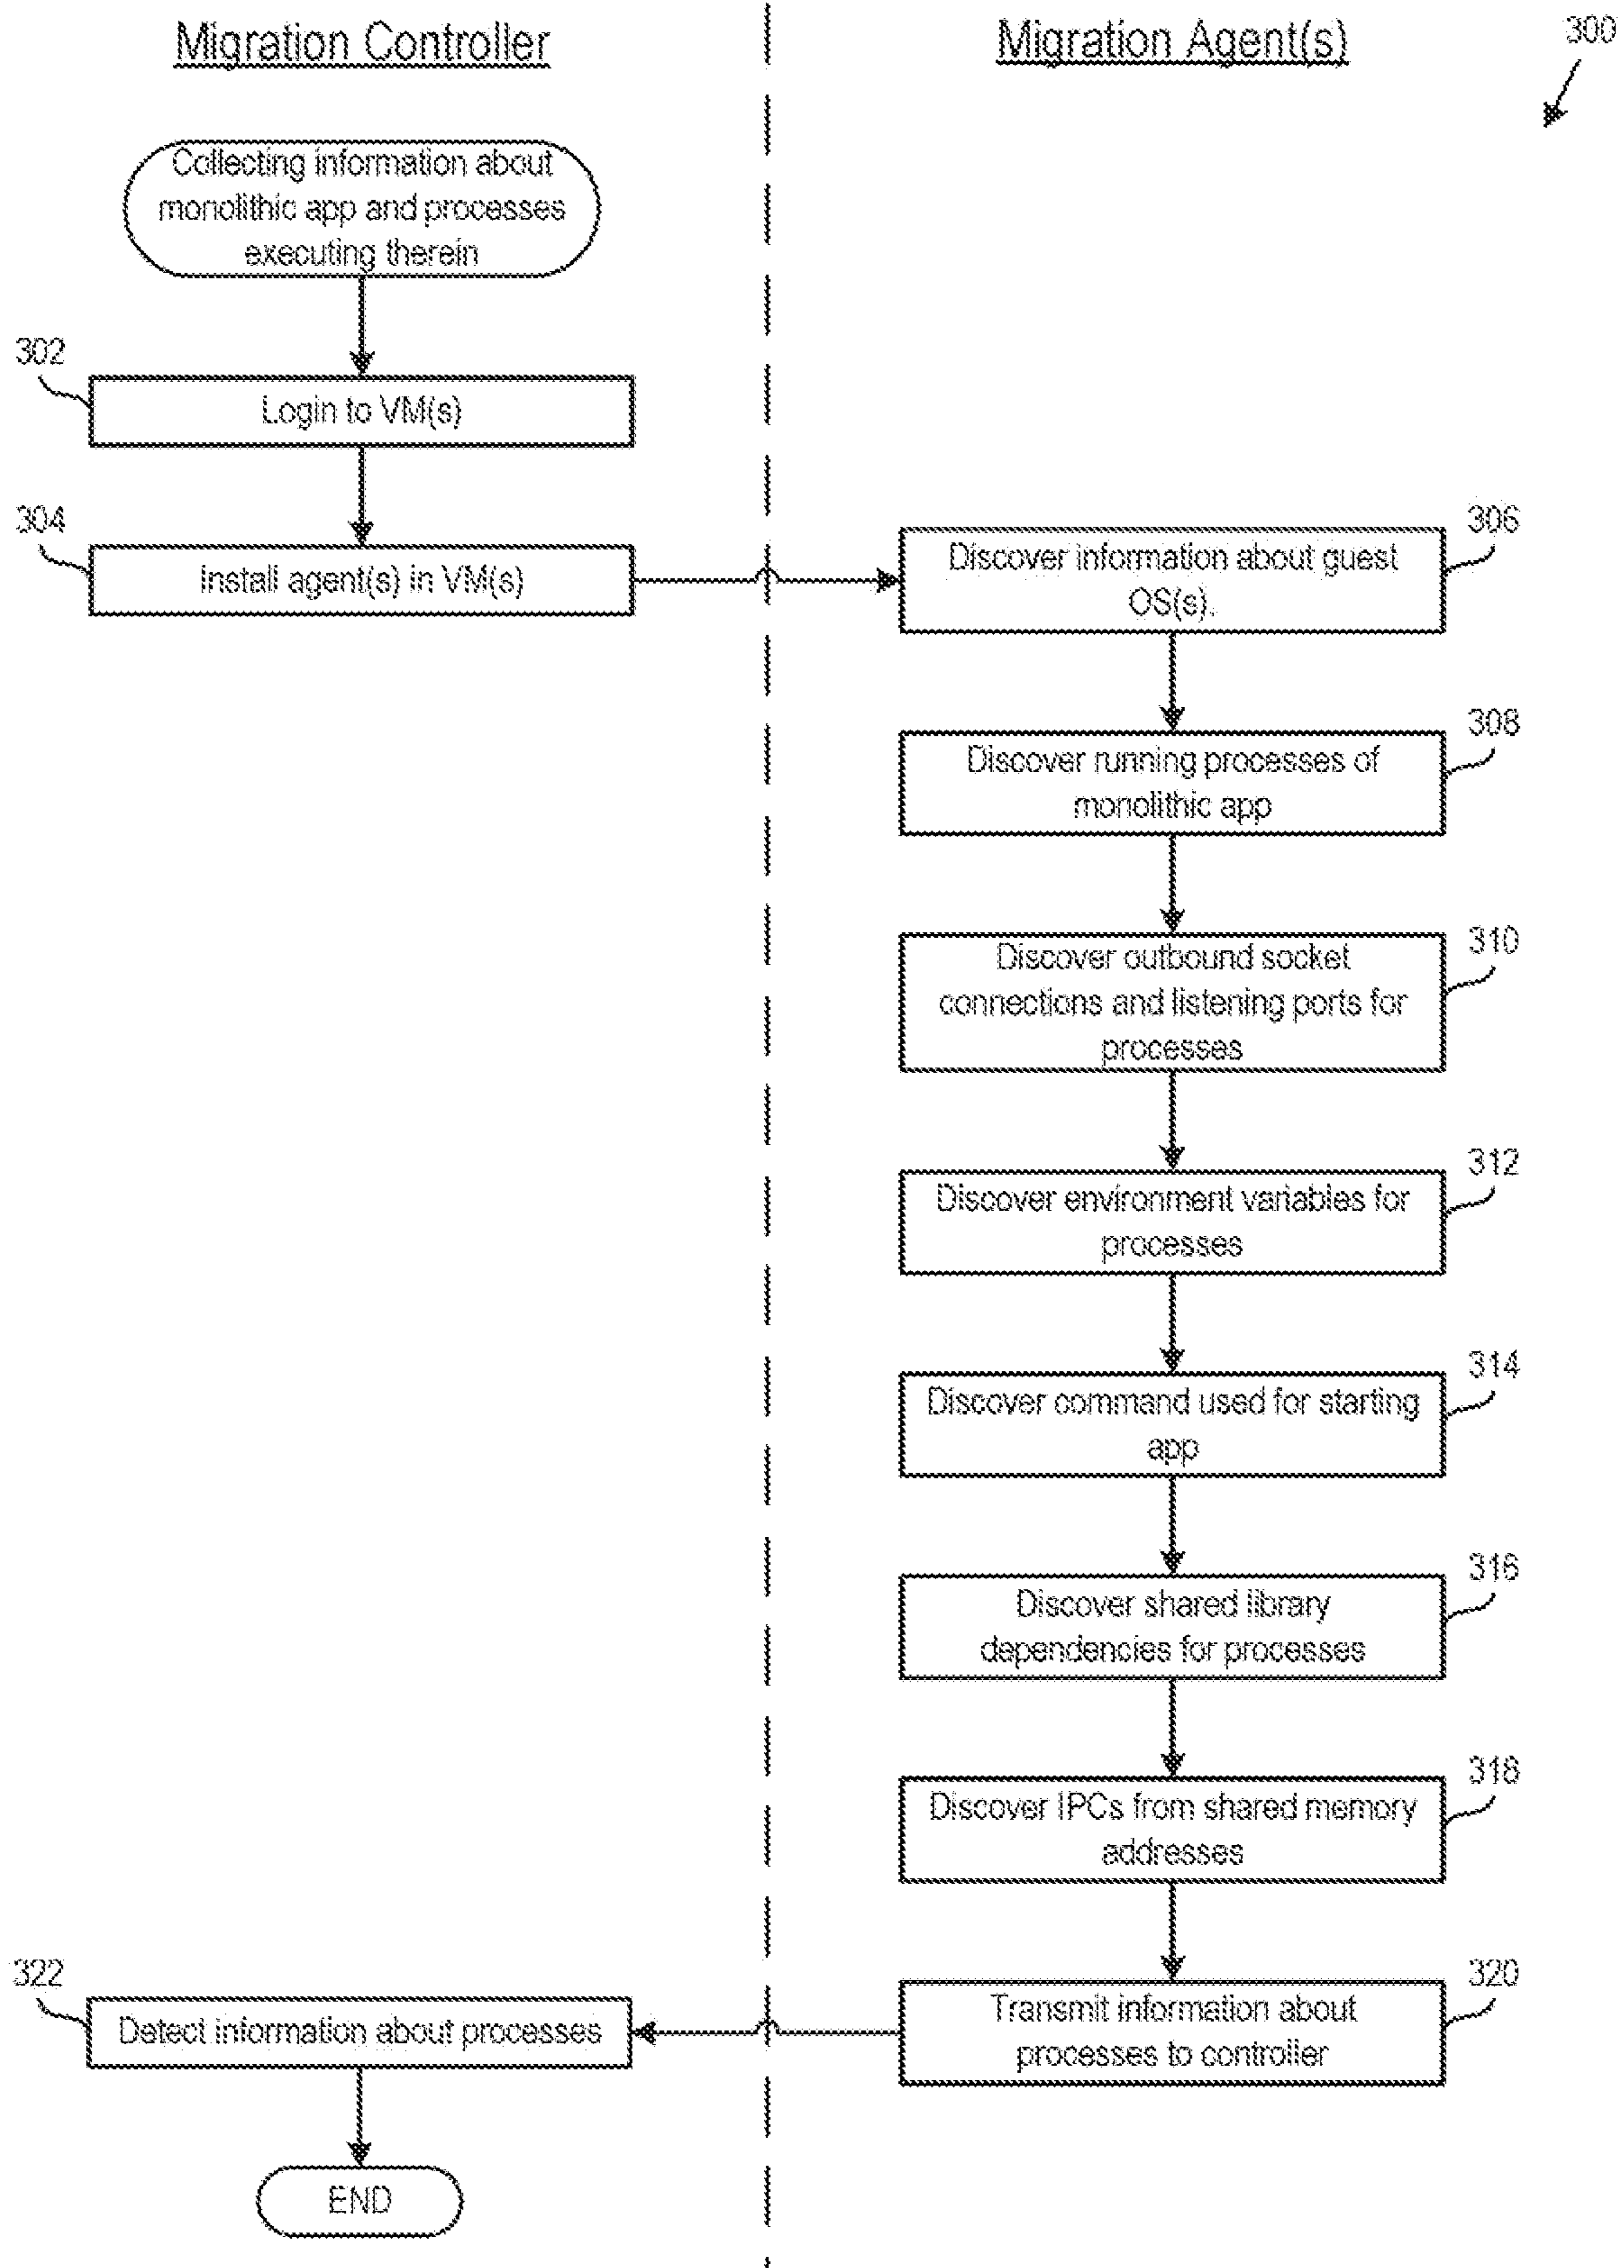 Migration Controller
Migration Agent(s)
300
Collecting information about
monolithic app and processes
executing therein
302
Login to VM(s)
304
Install agent(s) in VM(s)
306
Discover information about guest
OS(s).
308
Discover running processes of
monolithic app
310
Discover outbound socket
connections and listening ports for
processes
312
Discover environment variables for
processes
314
Discover command used for starting
app
316
Discover shared library
dependencies for processes
318
Discover IPCs from shared memory
addresses
320
Transmit information about
processes to controller
322
Detect information about processes
END